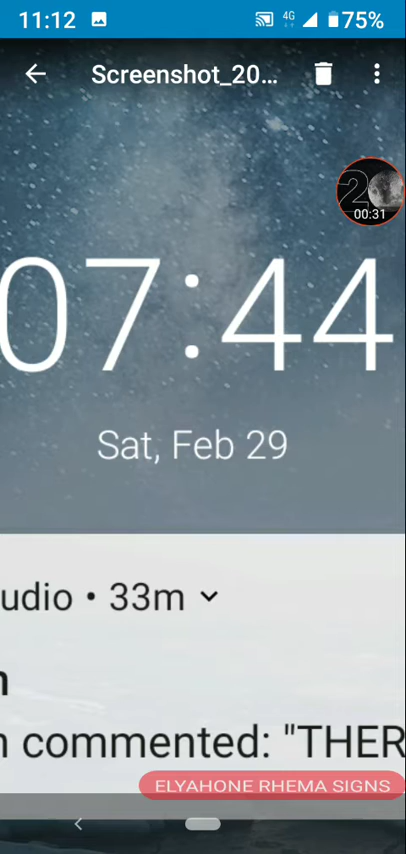 11:12 4G 75%
Screenshot_20...
20
00:31
07:44
Sat, Feb 29
udio • 33m
n
n commented: "THER
ELYAHONE RHEMA SIGNS